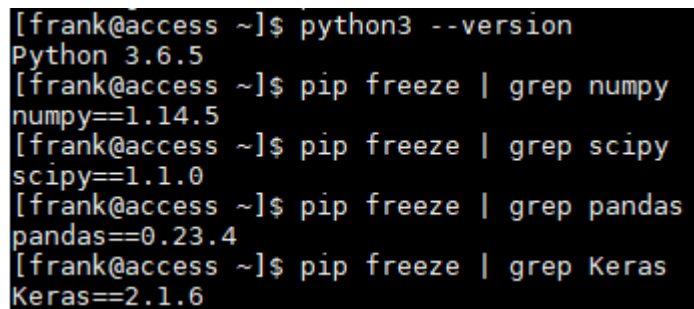 [frank@access ~]$ python3 --version
Python 3.6.5
[frank@access ~]$ pip freeze | grep numpy
numpy==1.14.5
[frank@access ~]$ pip freeze | grep scipy
scipy==1.1.0
[frank@access ~]$ pip freeze | grep pandas
pandas==0.23.4
[frank@access ~]$ pip freeze | grep Keras
Keras==2.1.6